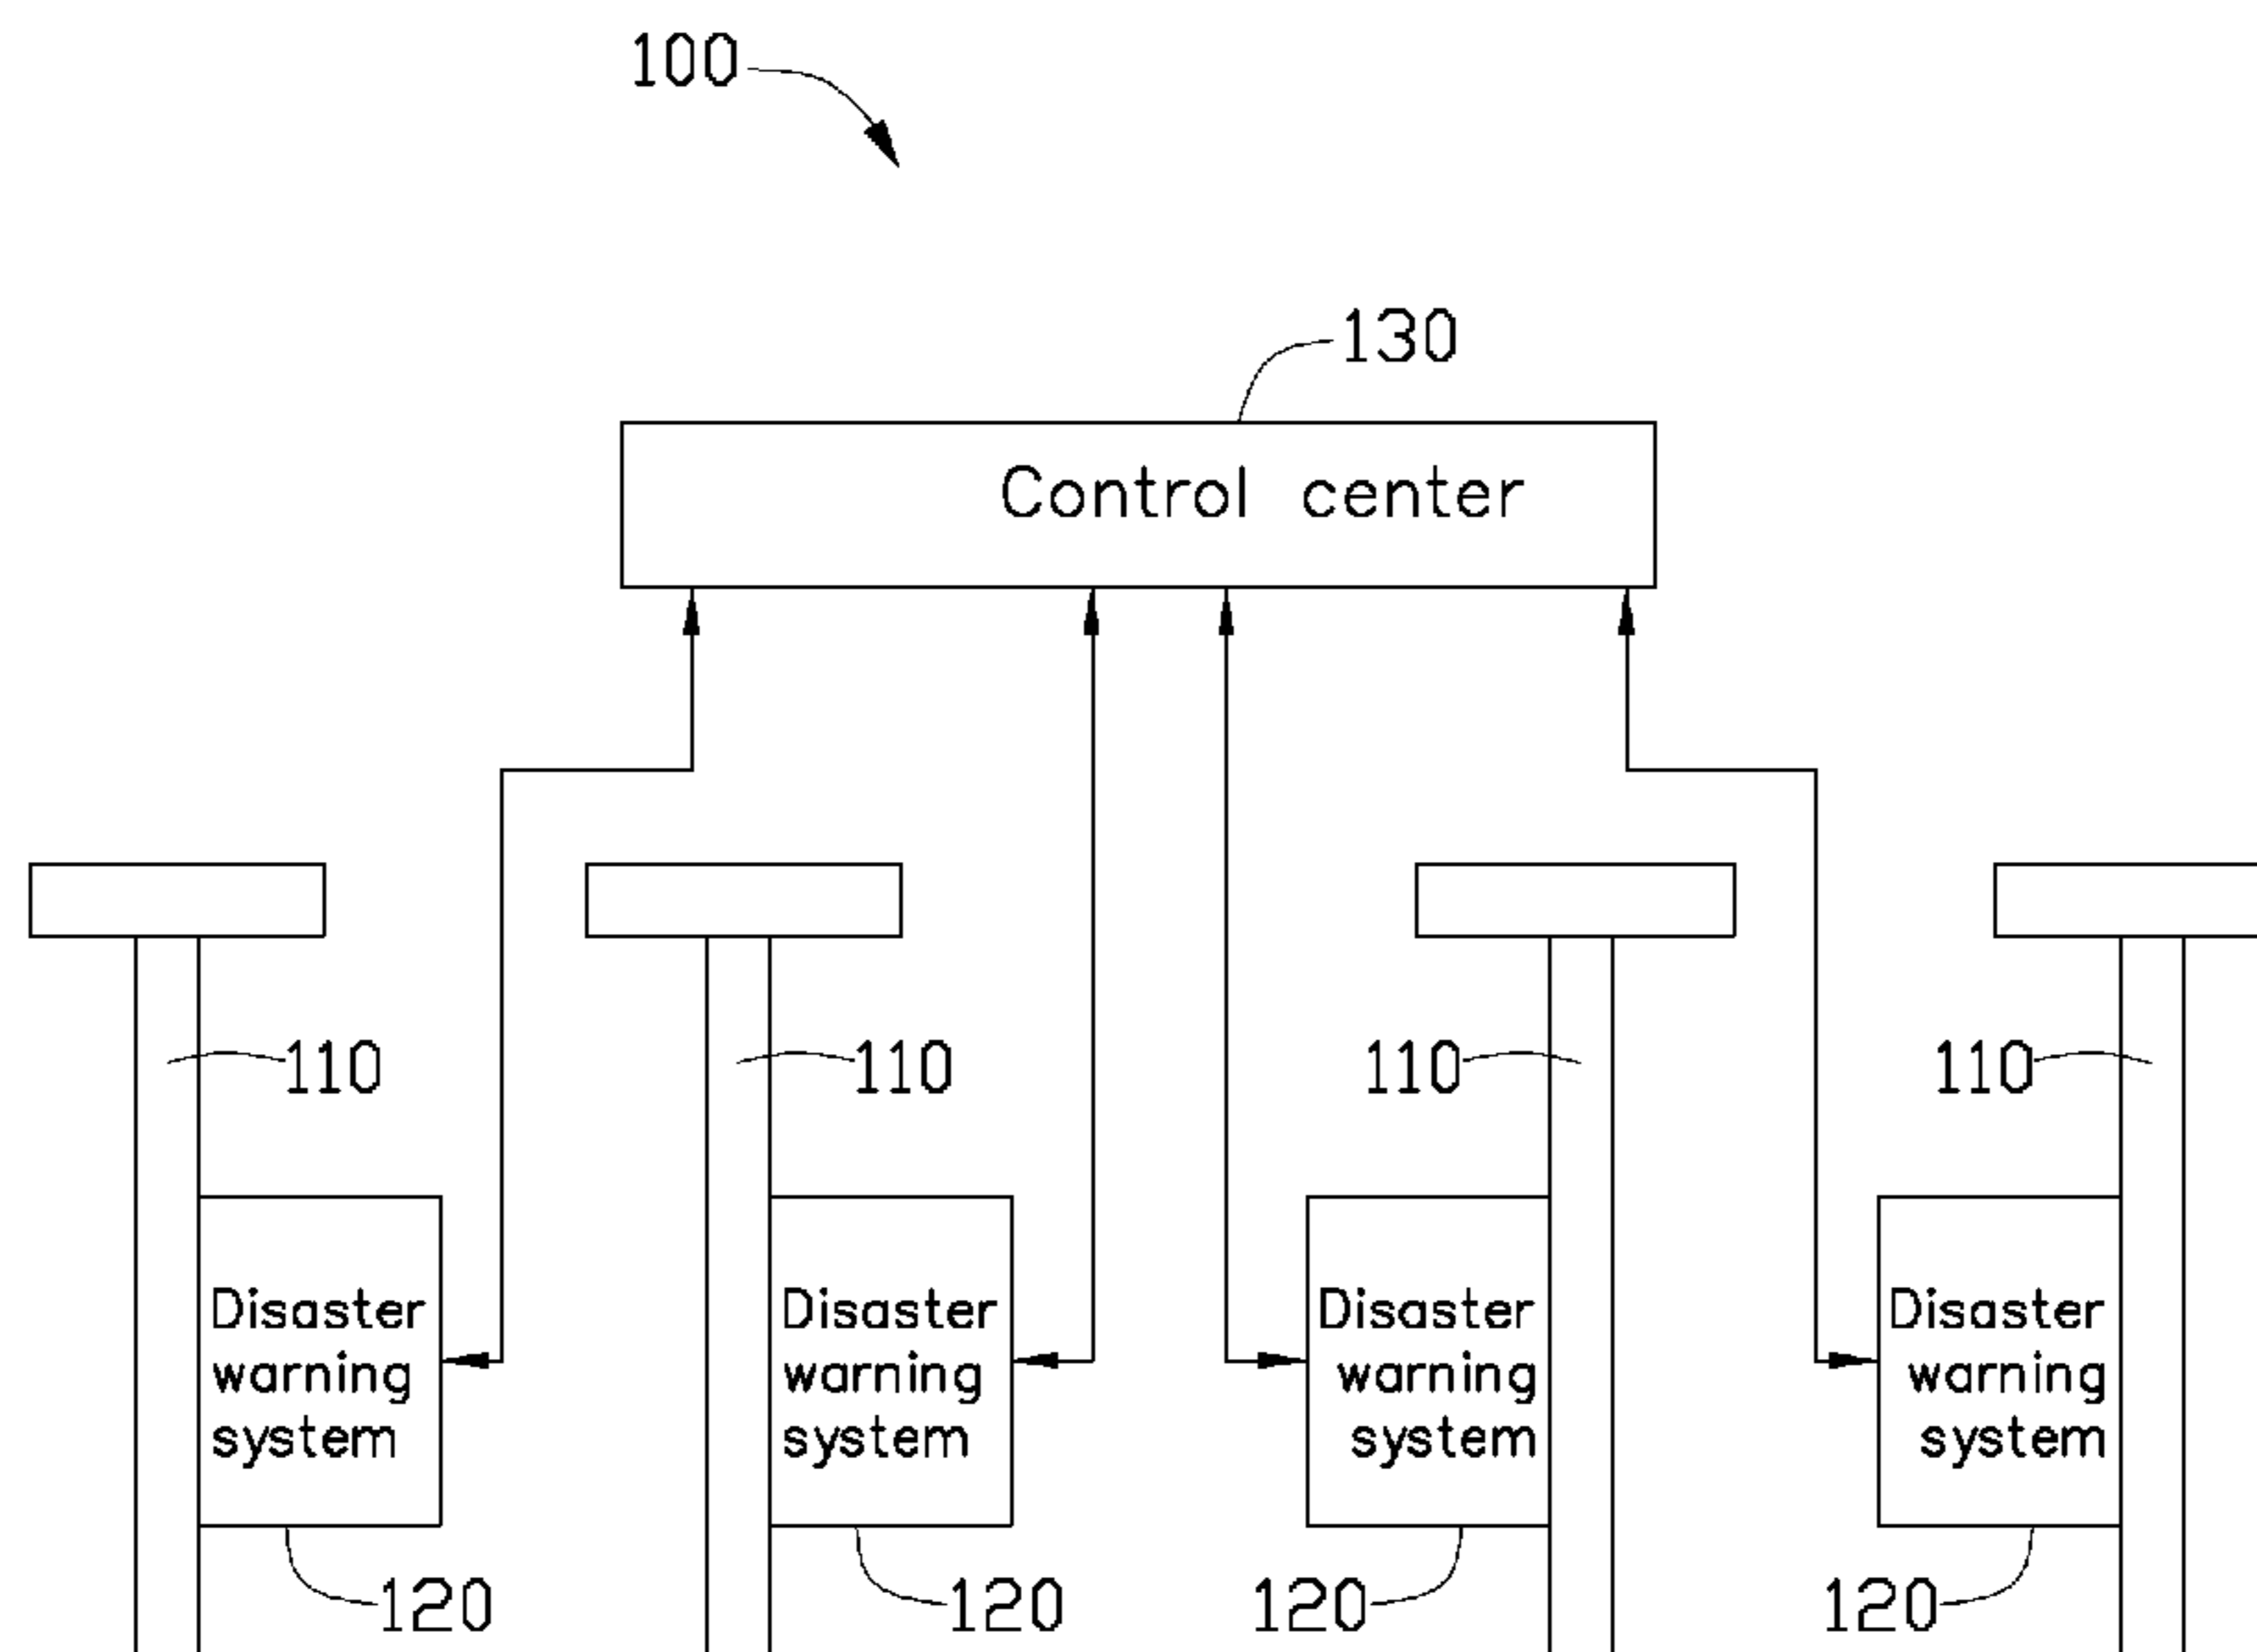 100
130
Control center
110
110
110
110
Disaster
warning
system
Disaster
warning
system
Disaster
warning
system
Disaster
warning
system
120
120
120
120